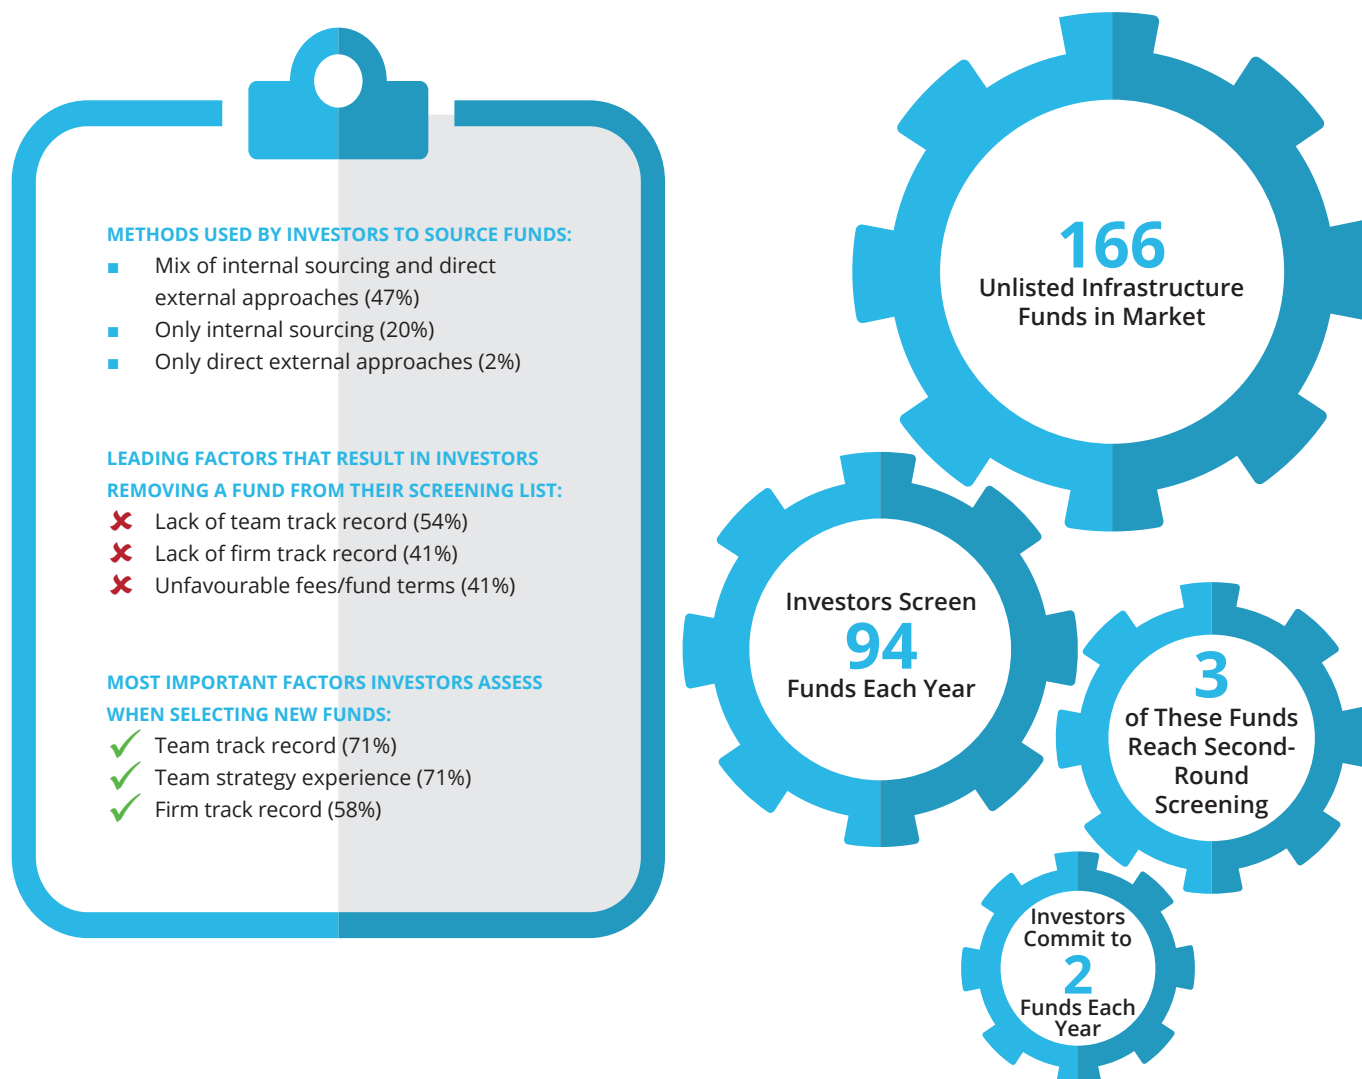 METHODS USED BY INVESTORS TO SOURCE FUNDS:
Mix of internal sourcing and direct
external approaches (47%)
Only internal sourcing (20%)
Only direct external approaches (2%)
LEADING FACTORS THAT RESULT IN INVESTORS
REMOVING A FUND FROM THEIR SCREENING LIST:
Lack of team track record (54%)
Lack of firm track record (41%)
Unfavourable fees/fund terms (41%)
MOST IMPORTANT FACTORS INVESTORS ASSESS
WHEN SELECTING NEW FUNDS:
Team track record (71%)
Team strategy experience (71%)
Firm track record (58%)
166
Unlisted Infrastructure
Funds in Market
Investors Screen
94
Funds Each Year
3
of These Funds
Reach Second-
Round
Screening
Investors
Commit to
2
Funds Each
Year